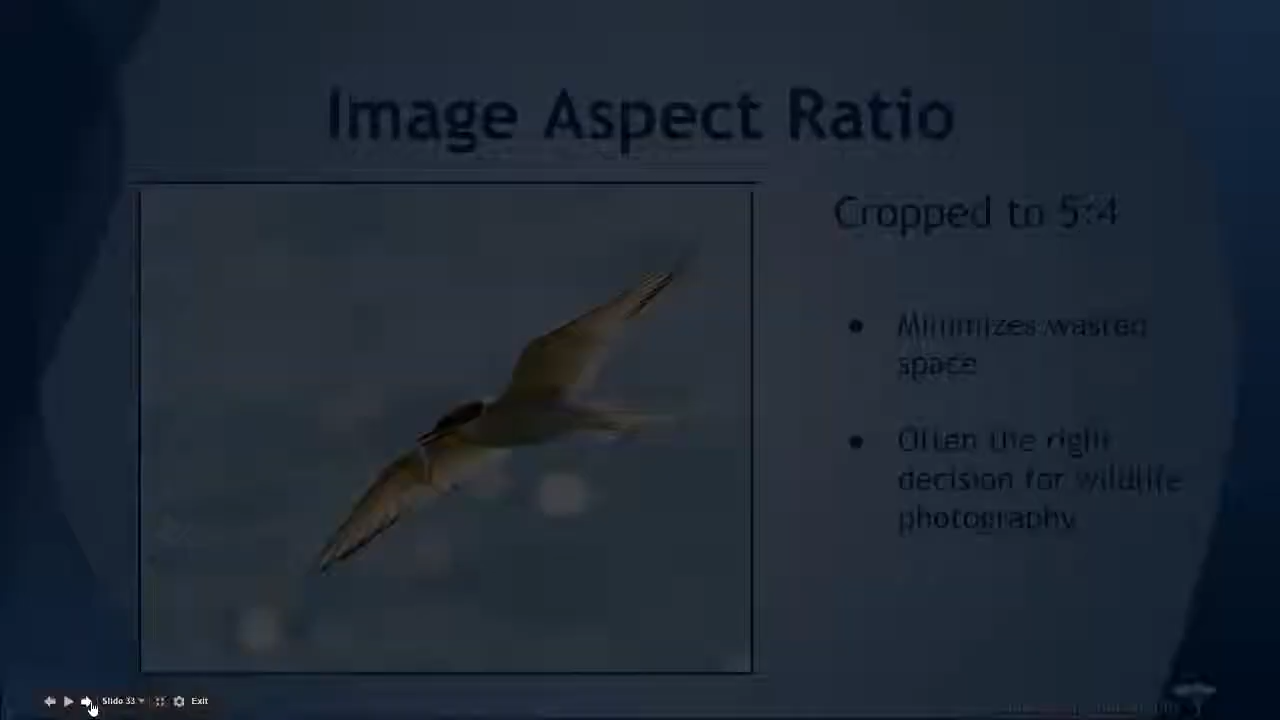 Image Aspect Ratio
Cropped to 5:4
● Minimizes wasted
space
● Often the right
decision for wildlife
photography
Slide 33
Exit